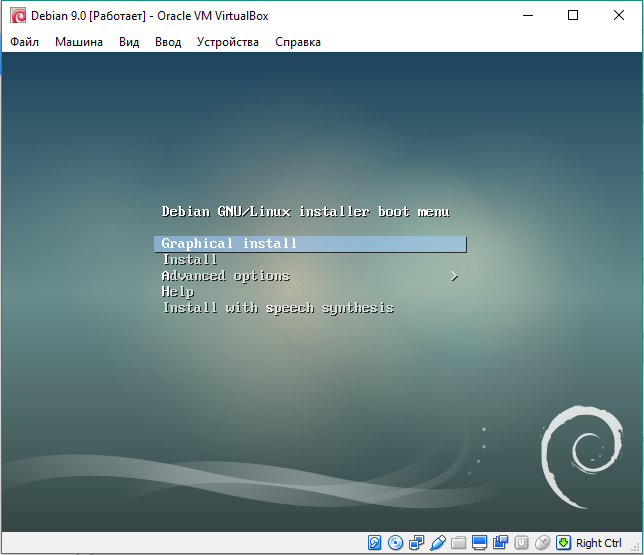 Debian 9.0 [Работает] - Oracle VM VirtualBox
Файл Машина Вид Ввод Устройства Справка
Debian GNU/Linux installer boot menu
Graphical install
Install
Advanced options >
Help
Install with speech synthesis
Right Ctrl